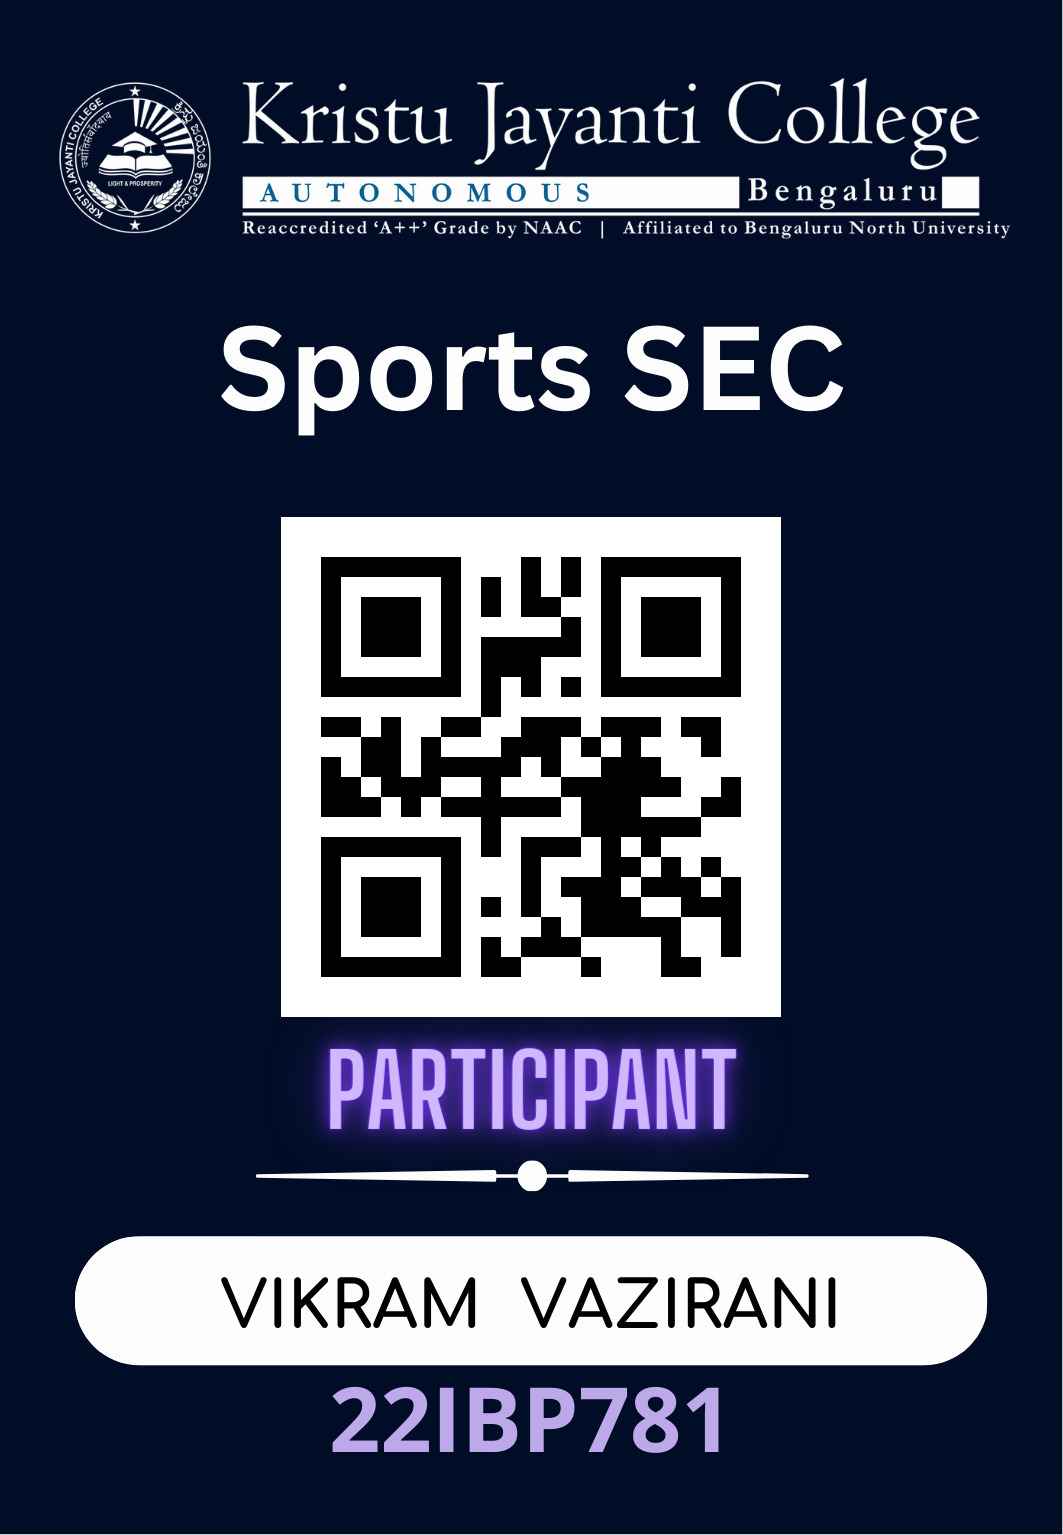 KRISTU JAYANTI COLLEGE
ಕ್ರಿಸ್ತು ಜಯಂತಿ ಕಾಲೇಜು
LIGHT & PROSPERITY
Kristu Jayanti College
AUTONOMOUS Bengaluru
Reaccredited ‘A++’ Grade by NAAC | Affiliated to Bengaluru North University
Sports SEC
PARTICIPANT
VIKRAM VAZIRANI
22IBP781